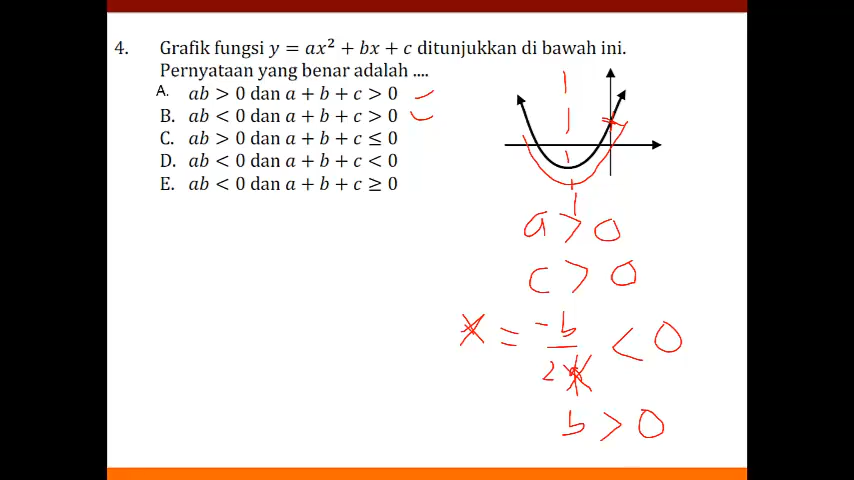 4. Grafik fungsi y = ax² + bx + c ditunjukkan di bawah ini.
Pernyataan yang benar adalah ....
A. ab > 0 dan a + b + c > 0
B. ab < 0 dan a + b + c > 0
C. ab > 0 dan a + b + c ≤ 0
D. ab < 0 dan a + b + c < 0
E. ab < 0 dan a + b + c ≥ 0
a > 0
c > 0
x = -b/2a < 0
b > 0